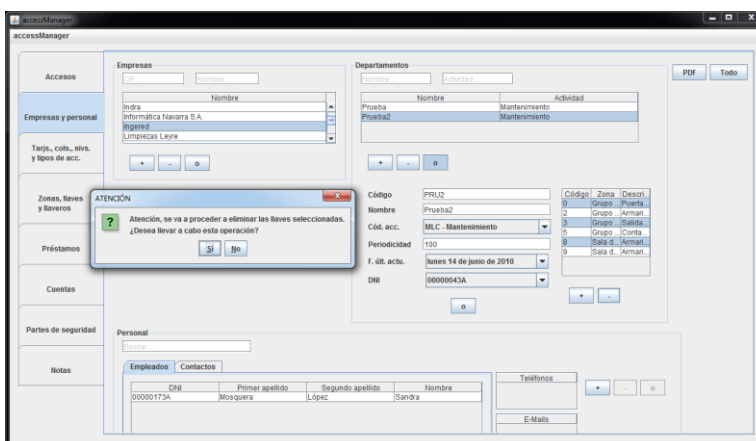 accessManager
accessManager
Accesos
Empresas y personal
Tarjs., cols., nivs.
y tipos de acc.
Zonas, llaves
y llaveros
Préstamos
Cuentas
Partes de seguridad
Notas
Empresas
CIF...
Nombre...
Nombre
Indra
Informática Navarra S.A.
Ingered
Limpiezas Leyre
+ - o
Departamentos
Nombre...
Actividad...
Nombre Actividad
Prueba Mantenimiento
Prueba2 Mantenimiento
+ - o
PDF Todo
Código PRU2
Nombre Prueba2
Cód. acc. MLC - Mantenimiento
Periodicidad 100
F. últ. actu. lunes 14 de junio de 2010
DNI 00000043A
o
Código Zona Descri...
0 Grupo ... Puerta...
2 Grupo ... Armari...
3 Grupo ... Salida...
5 Grupo ... Conta...
8 Sala d... Armari...
9 Sala d... Armari...
+ -
ATENCIÓN
Atención, se va a proceder a eliminar las llaves seleccionadas.
¿Desea llevar a cabo esta operación?
Sí No
Personal
Buscar...
Empleados Contactos
DNI Primer apellido Segundo apellido Nombre
00000173A Mosquera López Sandra
Teléfonos
+ - o
E-Mails